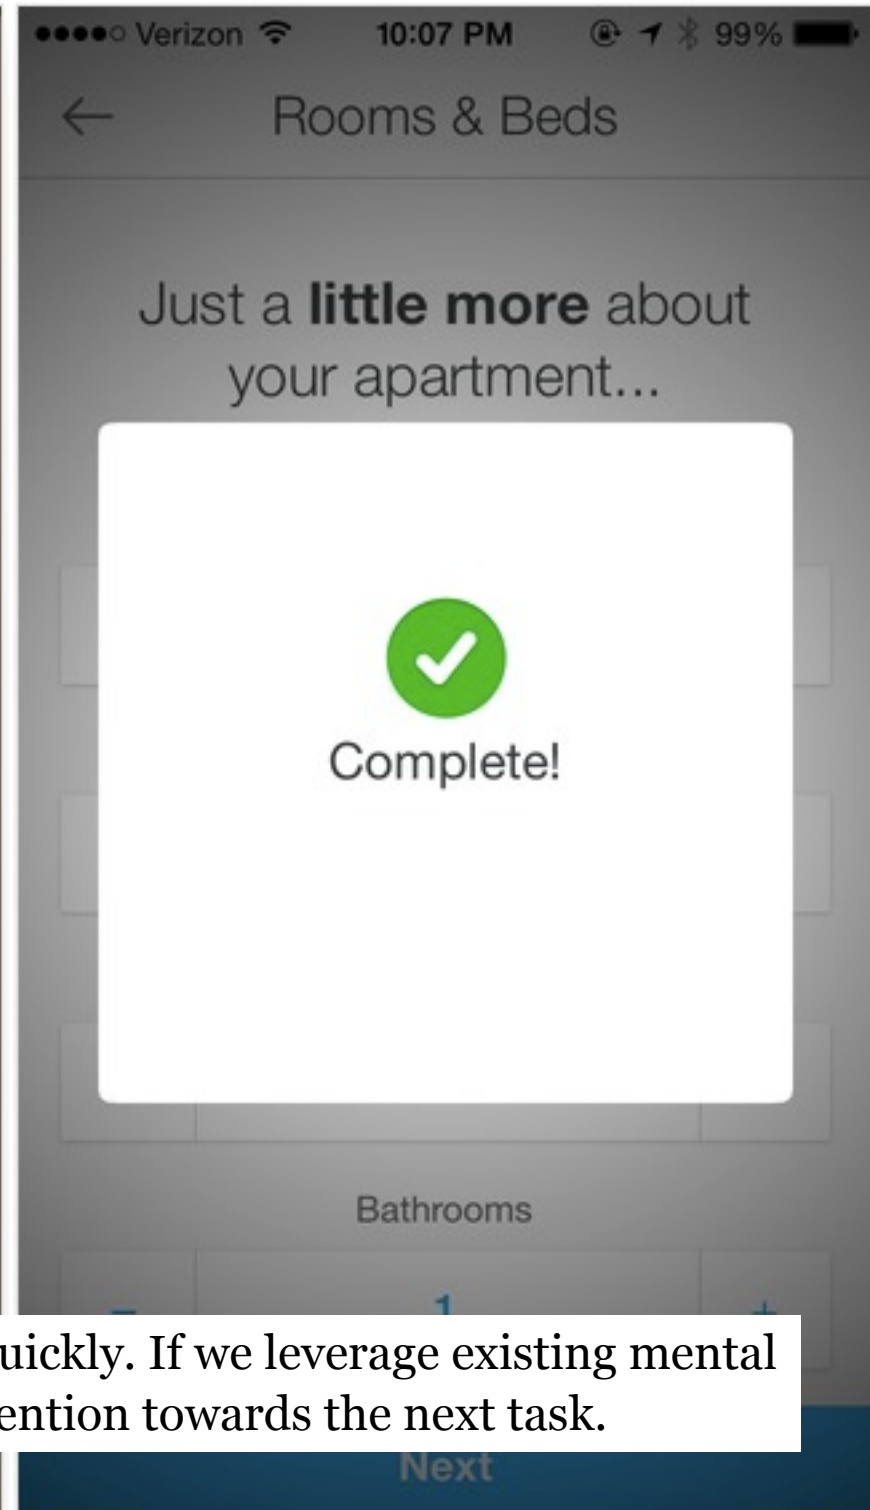 Verizon 10:07 PM 99%
Rooms & Beds
Just a little more about
your apartment...
Complete!
Bathrooms
- 1 +
uickly. If we leverage existing mental
ention towards the next task.
Next